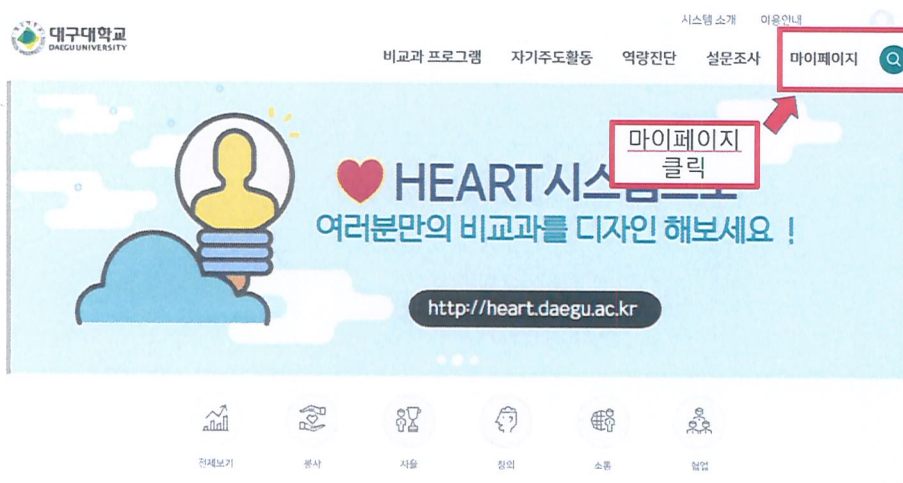 대구대학교
DAEGU UNIVERSITY
시스템 소개 이용안내
비교과 프로그램 자기주도활동 역량진단 설문조사 마이페이지
마이페이지
클릭
HEART시스템으로
여러분만의 비교과를 디자인 해보세요 !
http://heart.daegu.ac.kr
전체보기 봉사 자율 창의 소통 협업